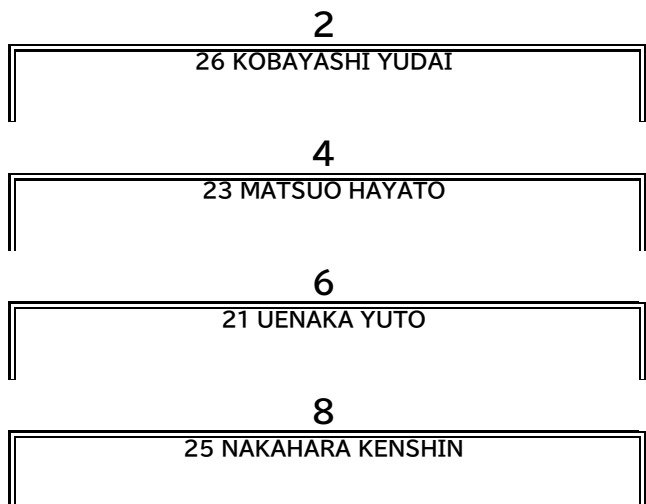 2
26 KOBAYASHI YUDAI
4
23 MATSUO HAYATO
6
21 UENAKA YUTO
8
25 NAKAHARA KENSHIN